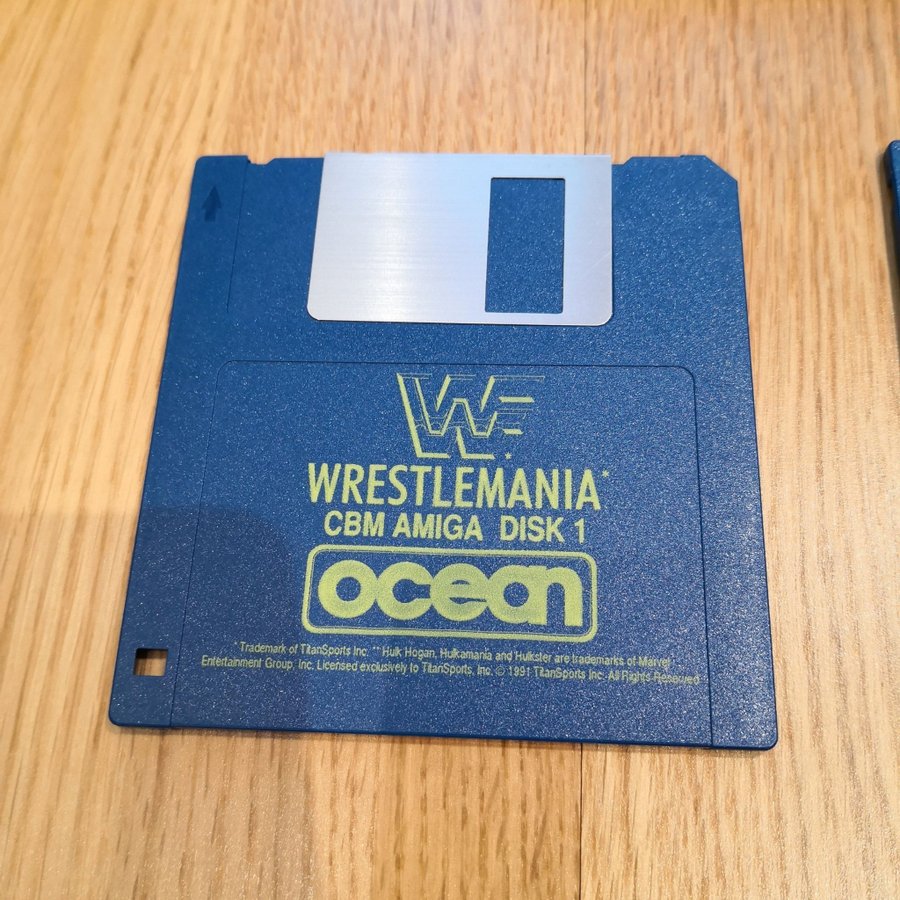 WF
WRESTLEMANIA*
CBM AMIGA DISK 1
ocean
* Trademark of TitanSports Inc. ** Hulk Hogan, Hulkamania and Hulkster are trademarks of Marvel
Entertainment Group, Inc. Licensed exclusively to TitanSports, Inc. © 1991 TitanSports Inc. All Rights Reserved